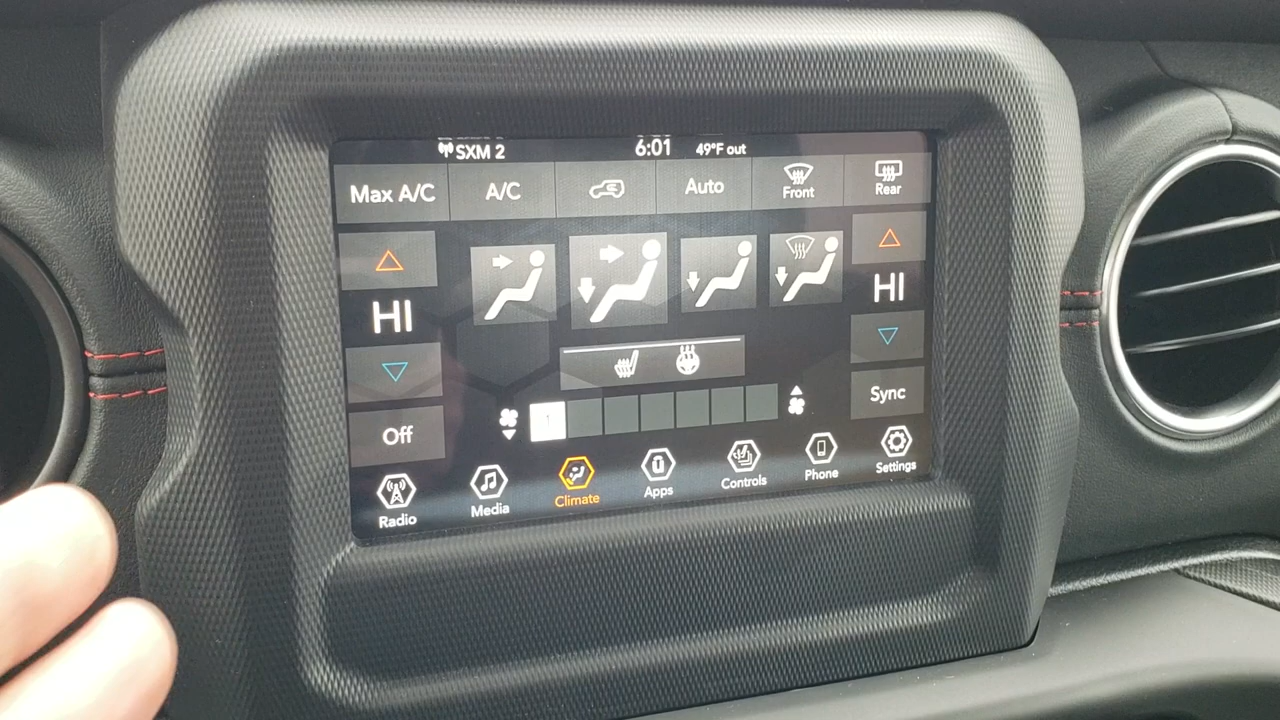 SXM 2 6:01 49°F out
Max A/C A/C Auto Front Rear
HI HI
1
Off Sync
Radio Media Climate Apps Controls Phone Settings